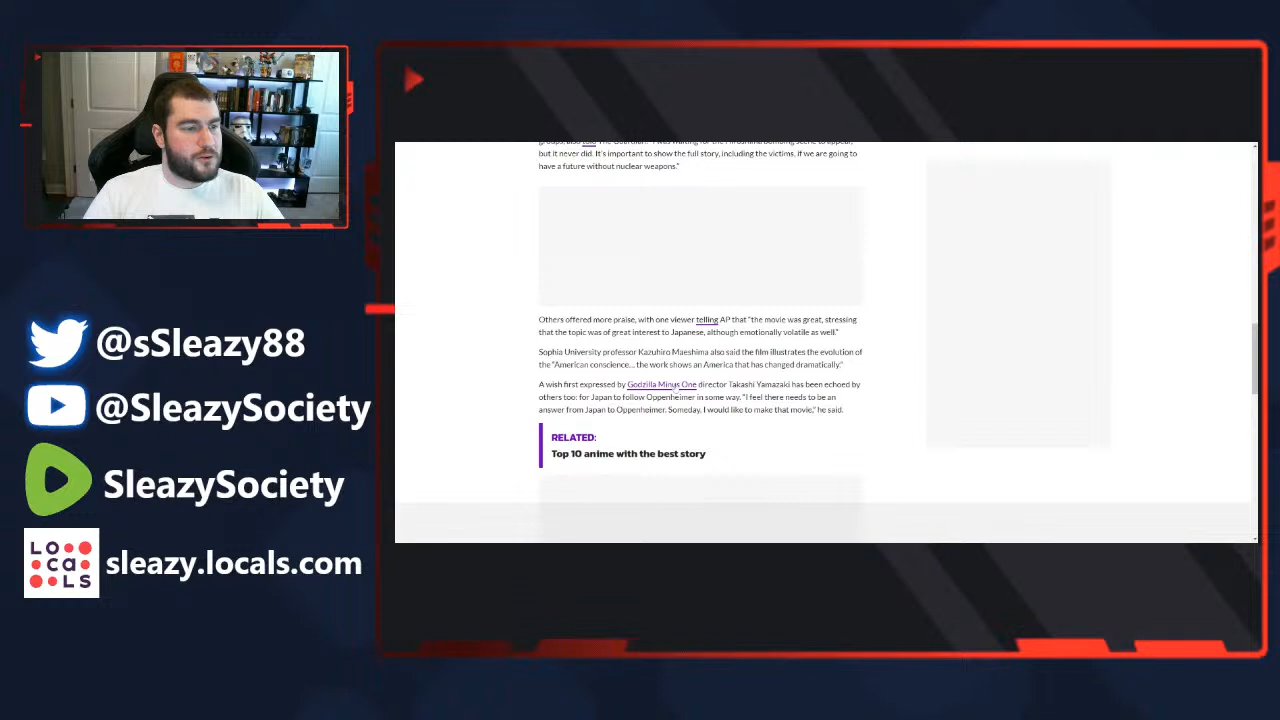 @sSleazy88
@SleazySociety
SleazySociety
LO
ca
LS
sleazy.locals.com
but it never did. It's important to show the full story, including the victims, if we are going to
have a future without nuclear weapons."
Others offered more praise, with one viewer telling AP that "the movie was great, stressing
that the topic was of great interest to Japanese, although emotionally volatile as well."
Sophia University professor Kazuhiro Maeshima also said the film illustrates the evolution of
the "American conscience... the work shows an America that has changed dramatically."
A wish first expressed by Godzilla Minus One director Takashi Yamazaki has been echoed by
others too: for Japan to follow Oppenheimer in some way. "I feel there needs to be an
answer from Japan to Oppenheimer. Someday, I would like to make that movie," he said.
RELATED:
Top 10 anime with the best story